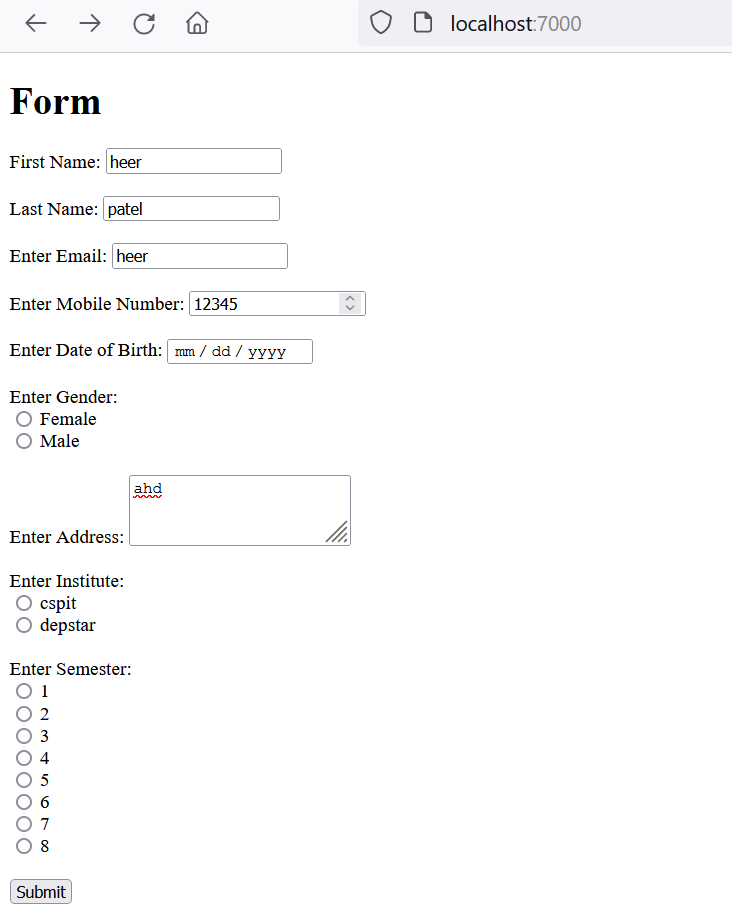 localhost:7000
Form
First Name: heer
Last Name: patel
Enter Email: heer
Enter Mobile Number: 12345
Enter Date of Birth: mm / dd / yyyy
Enter Gender:
Female
Male
Enter Address: ahd
Enter Institute:
cspit
depstar
Enter Semester:
1
2
3
4
5
6
7
8
Submit